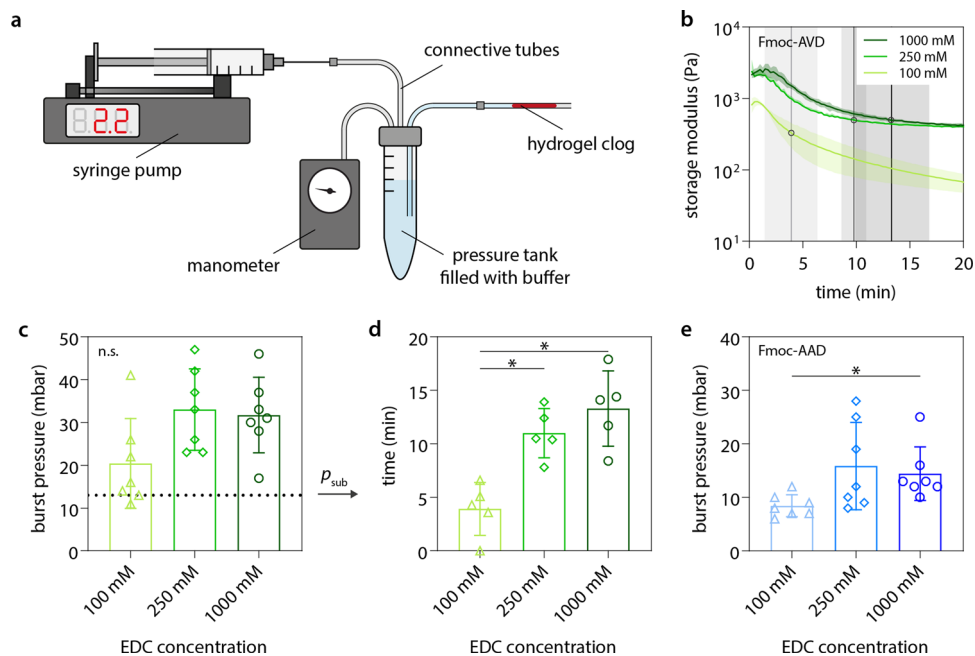 a
connective tubes
2.2
syringe pump
hydrogel clog
manometer
pressure tank
filled with buffer
b
storage modulus (Pa)
10⁴
10³
10²
10¹
Fmoc-AVD
1000 mM
250 mM
100 mM
0
5
10
15
20
time (min)
c
burst pressure (mbar)
50
40
30
20
10
0
n.s.
p_sub
100 mM
250 mM
1000 mM
EDC concentration
d
time (min)
20
15
10
5
0
*
*
100 mM
250 mM
1000 mM
EDC concentration
e
burst pressure (mbar)
40
30
20
10
0
Fmoc-AAD
*
100 mM
250 mM
1000 mM
EDC concentration